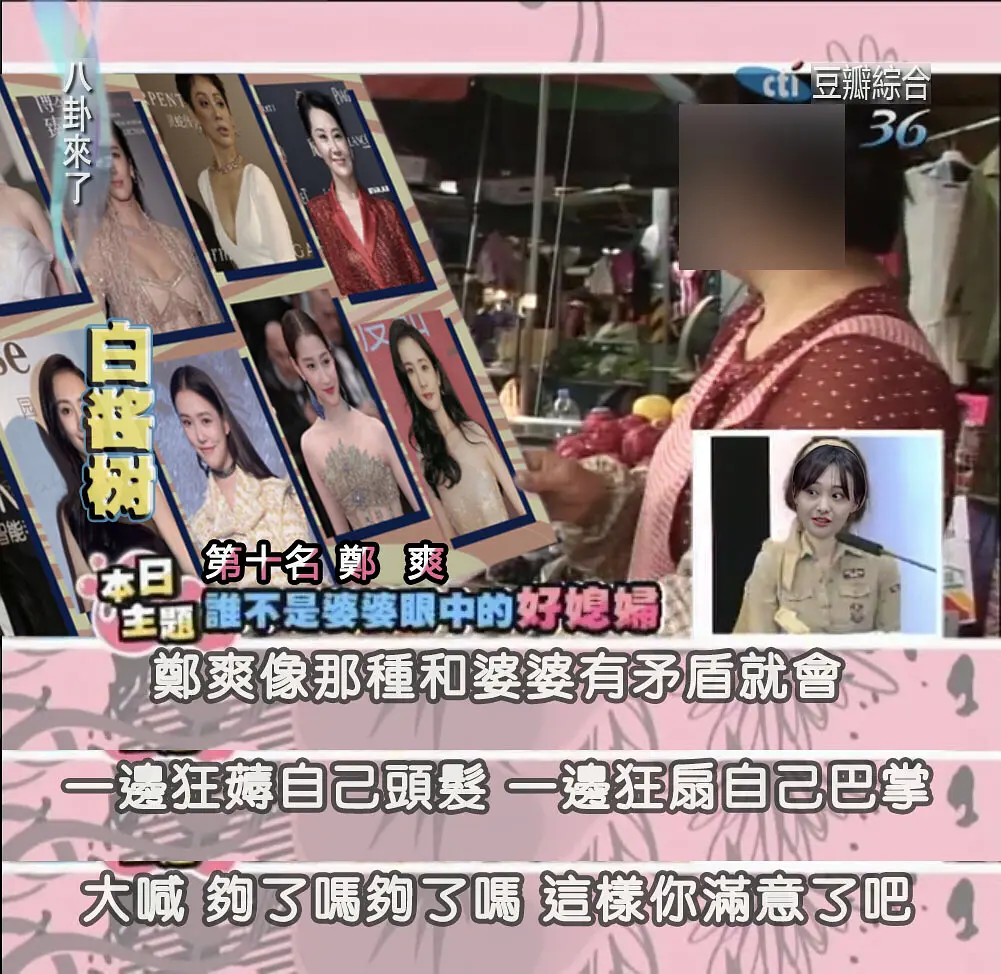 八卦來了
cti 豆瓣綜合
36
白桨树
第十名 鄭 爽
本日主題
誰不是婆婆眼中的好媳婦
鄭爽像那種和婆婆有矛盾就會
一邊狂薅自己頭髮 一邊狂扇自己巴掌
大喊 夠了嗎夠了嗎 這樣你滿意了吧